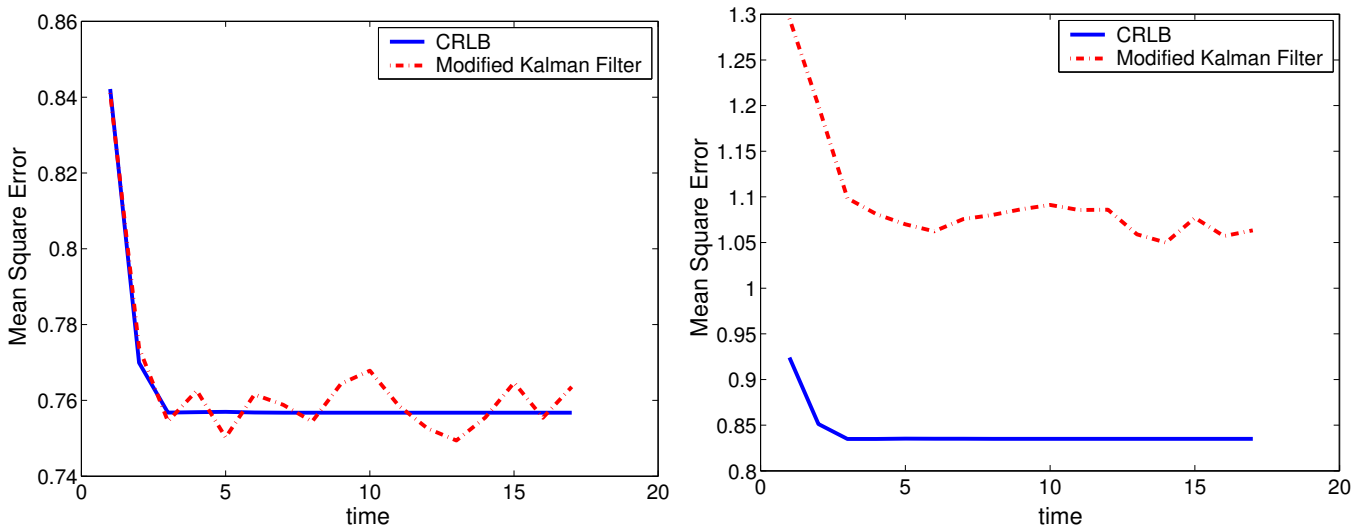 0.86
0.84
0.82
0.8
0.78
0.76
0.74
Mean Square Error
0 5 10 15 20
time
CRLB
Modified Kalman Filter
1.3
1.25
1.2
1.15
1.1
1.05
1
0.95
0.9
0.85
0.8
Mean Square Error
0 5 10 15 20
time
CRLB
Modified Kalman Filter